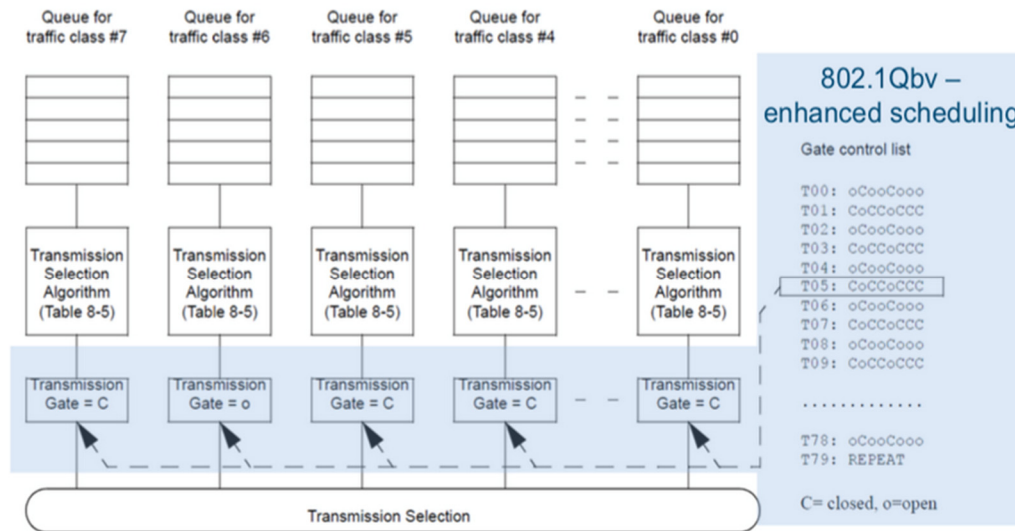 Queue for
traffic class #7
Queue for
traffic class #6
Queue for
traffic class #5
Queue for
traffic class #4
Queue for
traffic class #0
Transmission
Selection
Algorithm
(Table 8-5)
Transmission
Selection
Algorithm
(Table 8-5)
Transmission
Selection
Algorithm
(Table 8-5)
Transmission
Selection
Algorithm
(Table 8-5)
Transmission
Selection
Algorithm
(Table 8-5)
Transmission
Gate = C
Transmission
Gate = o
Transmission
Gate = C
Transmission
Gate = C
Transmission
Gate = C
Transmission Selection
802.1Qbv –
enhanced scheduling
Gate control list
T00: oCooCooo
T01: CoCCoCCC
T02: oCooCooo
T03: CoCCoCCC
T04: oCooCooo
T05: CoCCoCCC
T06: oCooCooo
T07: CoCCoCCC
T08: oCooCooo
T09: CoCCoCCC
.............
T78: oCooCooo
T79: REPEAT
C= closed, o=open